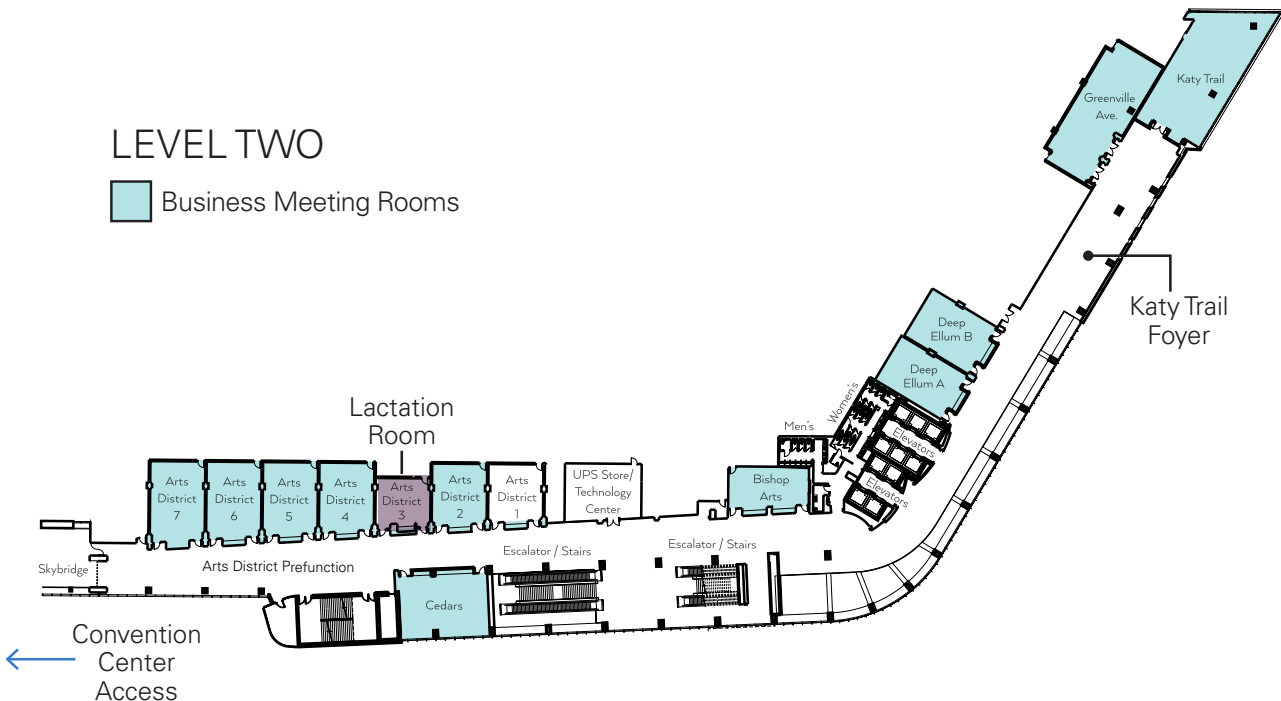 LEVEL TWO
Business Meeting Rooms
Katy Trail
Greenville
Ave.
Katy Trail
Foyer
Deep
Ellum B
Deep
Ellum A
Women's
Men's
Elevators
Elevators
Lactation
Room
Arts
District
7
Arts
District
6
Arts
District
5
Arts
District
4
Arts
District
3
Arts
District
2
Arts
District
1
UPS Store/
Technology
Center
Bishop
Arts
Escalator / Stairs
Escalator / Stairs
Skybridge
Arts District Prefunction
Cedars
Convention
Center
Access